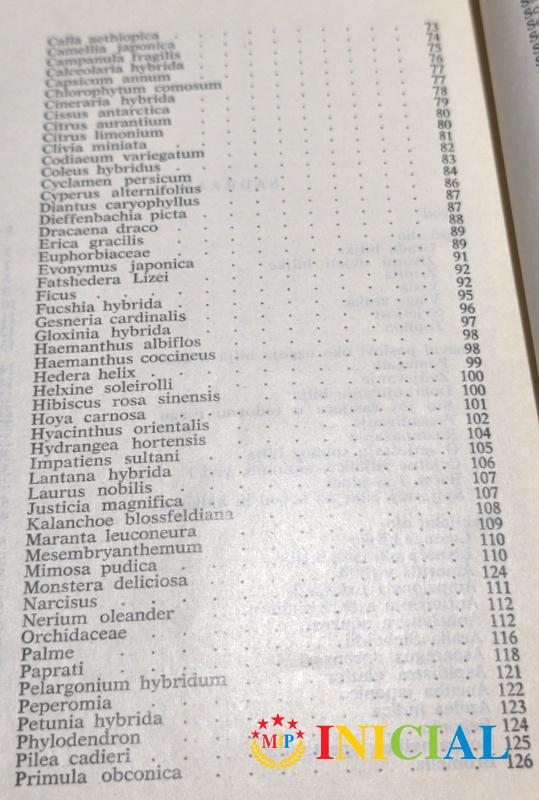 Calla aethiopica 73
Camellia japonica 74
Campanula fragilis 75
Calceolaria hybrida 76
Capsicum annum 77
Chlorophytum comosum 77
Cineraria hybrida 78
Cissus antarctica 79
Citrus aurantium 80
Citrus limonium 80
Clivia miniata 81
Codiaeum variegatum 82
Coleus hybridus 83
Cyclamen persicum 84
Cyperus alternifolius 86
Diantus caryophyllus 87
Dieffenbachia picta 87
Dracaena draco 88
Erica gracilis 89
Euphorbiaceae 89
Evonymus japonica 91
Fatshedera Lizei 92
Ficus 92
Fucshia hybrida 95
Gesneria cardinalis 96
Gloxinia hybrida 97
Haemanthus albiflos 98
Haemanthus coccineus 98
Hedera helix 99
Helxine soleirolli 100
Hibiscus rosa sinensis 100
Hoya carnosa 101
Hyacinthus orientalis 102
Hydrangea hortensis 104
Impatiens sultani 105
Lantana hybrida 106
Laurus nobilis 107
Justicia magnifica 107
Kalanchoe blossfeldiana 108
Maranta leuconeura 109
Mesembryanthemum 110
Mimosa pudica 110
Monstera deliciosa 124
Narcisus 111
Nerium oleander 112
Orchidaceae 112
Palme 116
Paprati 118
Pelargonium hybridum 121
Peperomia 122
Petunia hybrida 123
Phylodendron 124
Pilea cadieri 125
Primula obconica 126
MP INICIAL